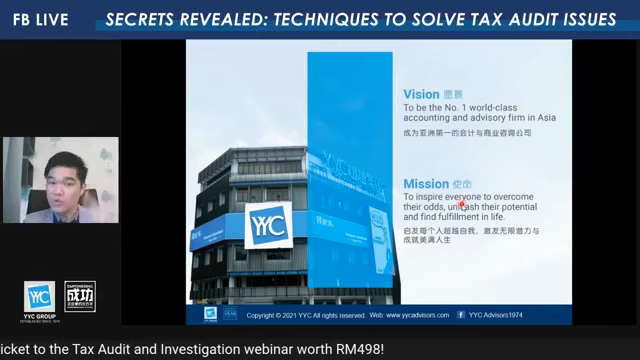 FB LIVE
SECRETS REVEALED: TECHNIQUES TO SOLVE TAX AUDIT ISSUES
Vision 愿景
To be the No. 1 world-class
accounting and advisory firm in Asia
成为亚洲第一的会计与商业咨询公司
Mission 使命
To inspire everyone to overcome
their odds, unleash their potential
and find fulfillment in life.
启发每个人超越自我、激发无限潜力与
成就美满人生
YYC
YYC
YYC GROUP
ESTABLISHED SINCE 1974
EMPOWERING
成功
Copyright © 2021 YYC All rights reserved. Web: www.yycadvisors.com YYC.Advisors1974
icket to the Tax Audit and Investigation webinar worth RM498!